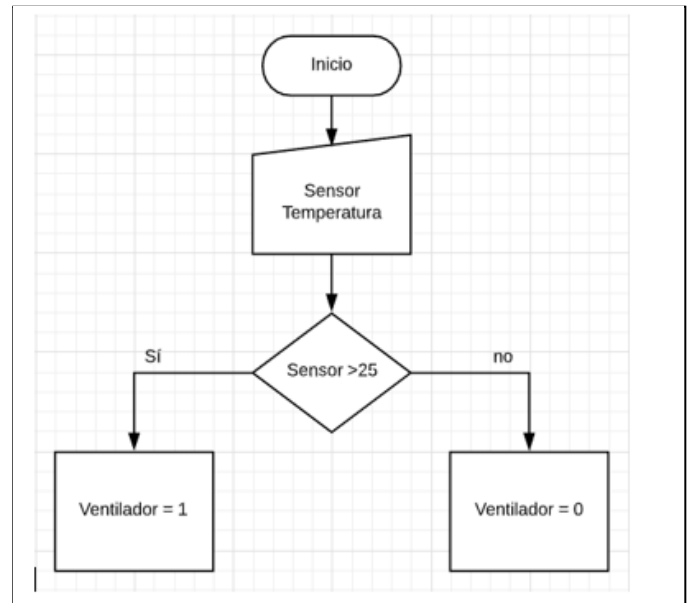 Inicio
Sensor
Temperatura
Sí
Sensor >25
no
Ventilador = 1
Ventilador = 0